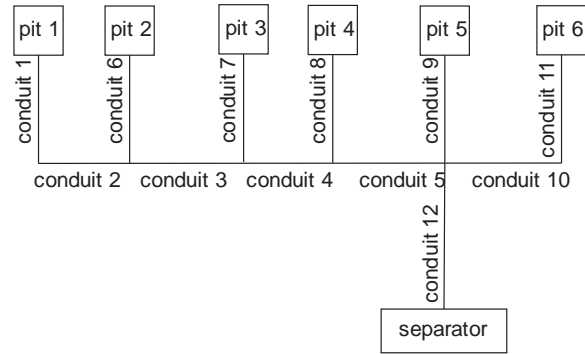 pit 1
pit 2
pit 3
pit 4
pit 5
pit 6
conduit 1
conduit 6
conduit 7
conduit 8
conduit 9
conduit 11
conduit 2
conduit 3
conduit 4
conduit 5
conduit 10
conduit 12
separator